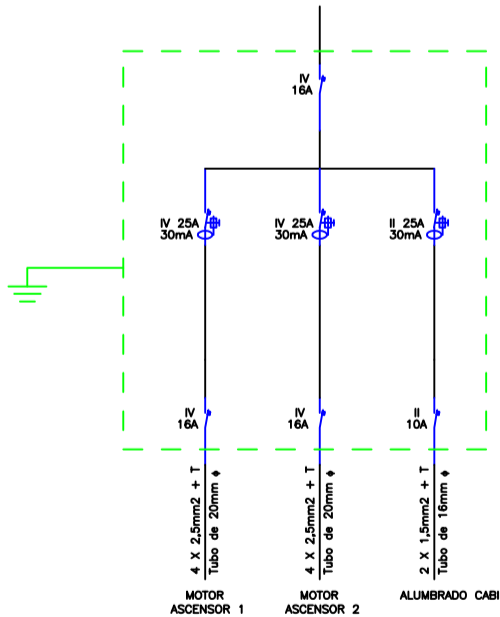 IV
16A
IV 25A
30mA
IV 25A
30mA
II 25A
30mA
IV
16A
IV
16A
II
10A
4 X 2,5mm2 + T
Tubo de 20mm ϕ
4 X 2,5mm2 + T
Tubo de 20mm ϕ
2 X 1,5mm2 + T
Tubo de 16mm ϕ
MOTOR
ASCENSOR 1
MOTOR
ASCENSOR 2
ALUMBRADO CABI